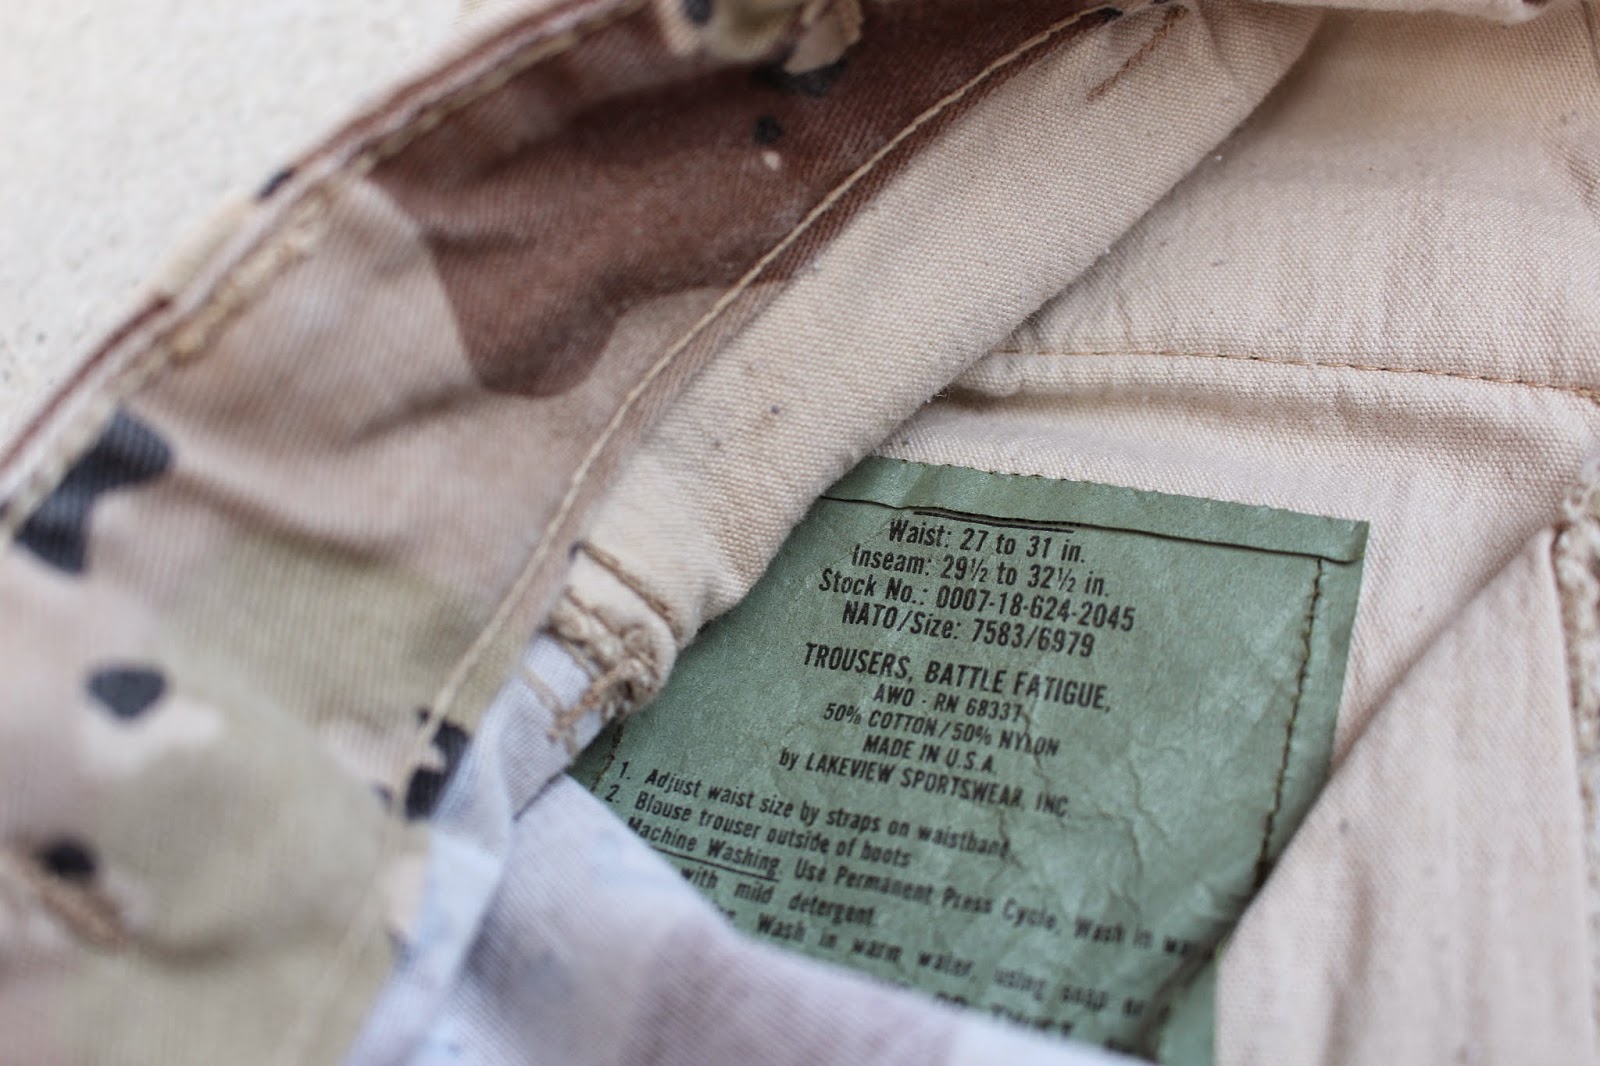 Waist: 27 to 31 in.
Inseam: 29½ to 32½ in.
Stock No.: 0007-18-624-2045
NATO/Size: 7583/6979
TROUSERS, BATTLE FATIGUE,
AWO - RN 68337
50% COTTON/50% NYLON
MADE IN U.S.A.
by LAKEVIEW SPORTSWEAR, INC.
1. Adjust waist size by straps on waistband
2. Blouse trouser outside of boots
Machine Washing. Use Permanent Press Cycle, Wash in
with mild detergent.
Wash in warm water, using soap or